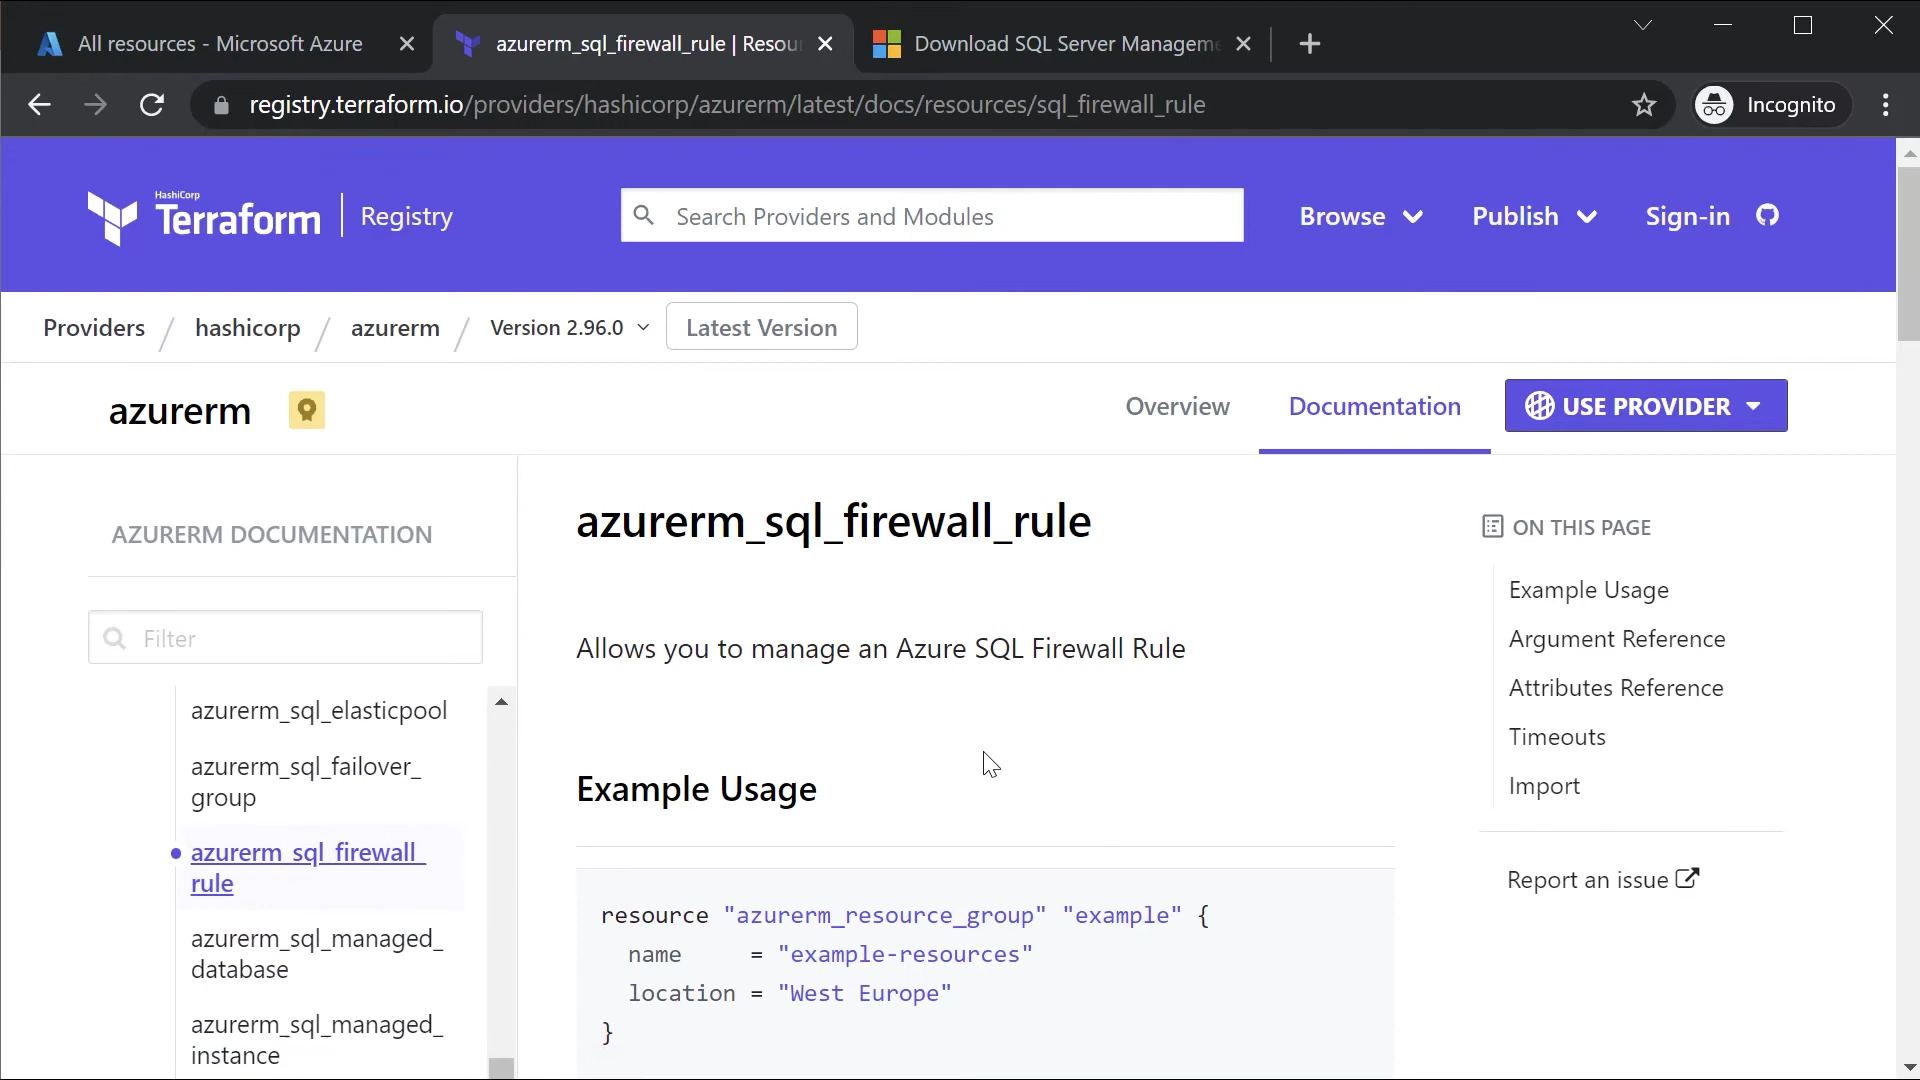 All resources - Microsoft Azure
azurerm_sql_firewall_rule | Resou
Download SQL Server Managem
registry.terraform.io/providers/hashicorp/azurerm/latest/docs/resources/sql_firewall_rule
Incognito
HashiCorp
Terraform
Registry
Search Providers and Modules
Browse
Publish
Sign-in
Providers / hashicorp / azurerm / Version 2.96.0
Latest Version
azurerm
Overview
Documentation
USE PROVIDER
AZURERM DOCUMENTATION
Filter
azurerm_sql_elasticpool
azurerm_sql_failover_
group
azurerm_sql_firewall_
rule
azurerm_sql_managed_
database
azurerm_sql_managed_
instance
azurerm_sql_firewall_rule
Allows you to manage an Azure SQL Firewall Rule
Example Usage
resource "azurerm_resource_group" "example" {
name     = "example-resources"
location = "West Europe"
}
ON THIS PAGE
Example Usage
Argument Reference
Attributes Reference
Timeouts
Import
Report an issue